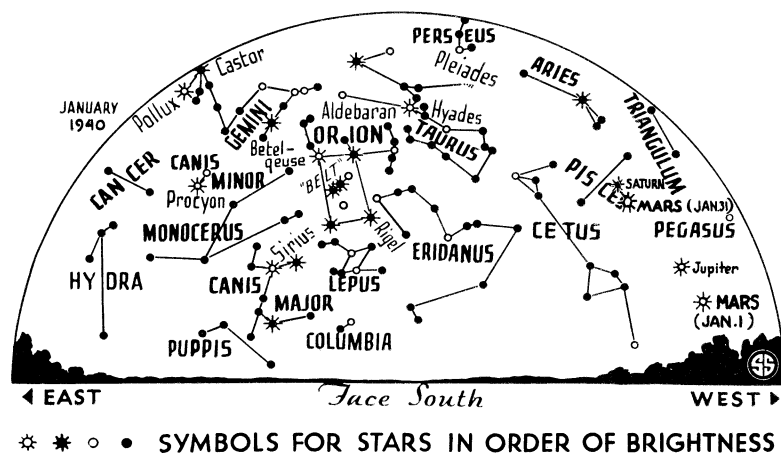 PERSEUS
Castor
Pleiades
ARIES
Pollux
JANUARY
1940
GEMINI
Aldebaran
Hyades
TRIANGULUM
ORION
TAURUS
Betel-
geuse
CANCER
CANIS
MINOR
Procyon
"BELT"
PISCES
SATURN
MARS (JAN.31)
MONOCERUS
Sirius
Rigel
ERIDANUS
CETUS
PEGASUS
HYDRA
CANIS
MAJOR
LEPUS
Jupiter
MARS
(JAN.1)
PUPPIS
COLUMBIA
EAST
Face South
WEST
SYMBOLS FOR STARS IN ORDER OF BRIGHTNESS